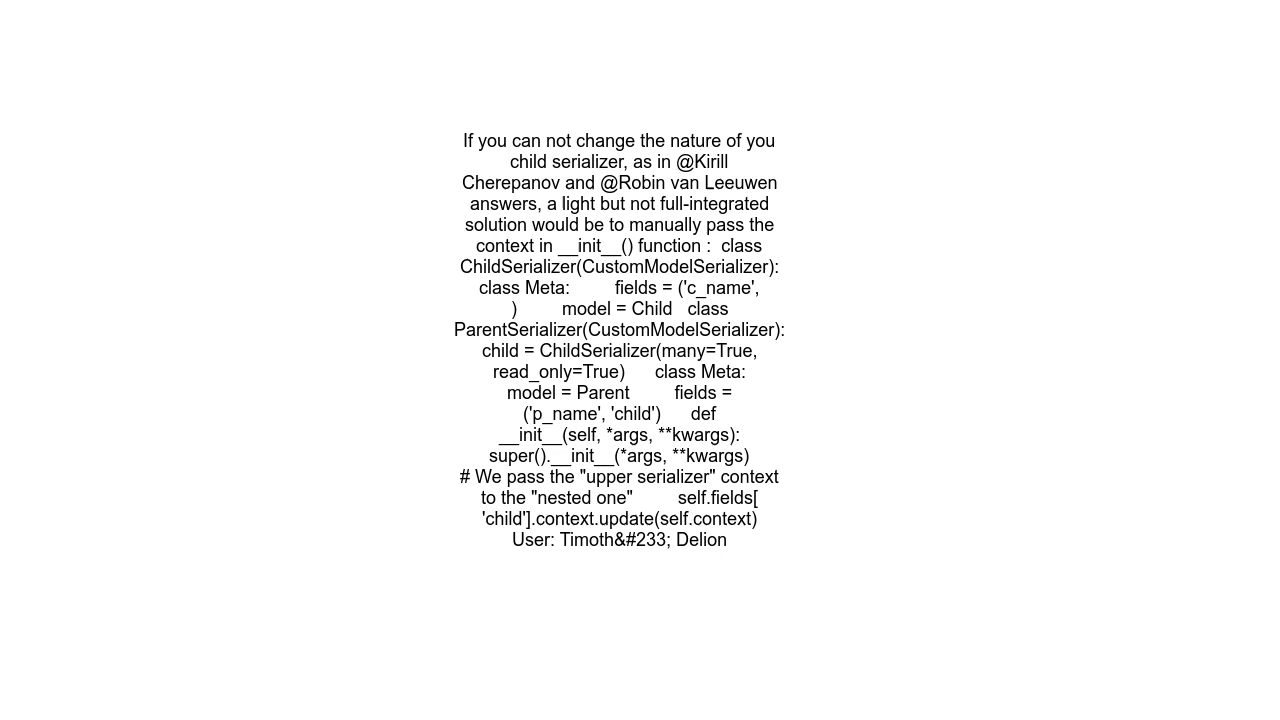 If you can not change the nature of you
child serializer, as in @Kirill
Cherepanov and @Robin van Leeuwen
answers, a light but not full-integrated
solution would be to manually pass the
context in __init__() function :  class
ChildSerializer(CustomModelSerializer):
class Meta:         fields = ('c_name',
)         model = Child   class
ParentSerializer(CustomModelSerializer):
child = ChildSerializer(many=True,
read_only=True)      class Meta:
model = Parent         fields =
('p_name', 'child')      def
__init__(self, *args, **kwargs):
super().__init__(*args, **kwargs)
# We pass the "upper serializer" context
to the "nested one"         self.fields[
'child'].context.update(self.context)
User: Timoth&#233; Delion